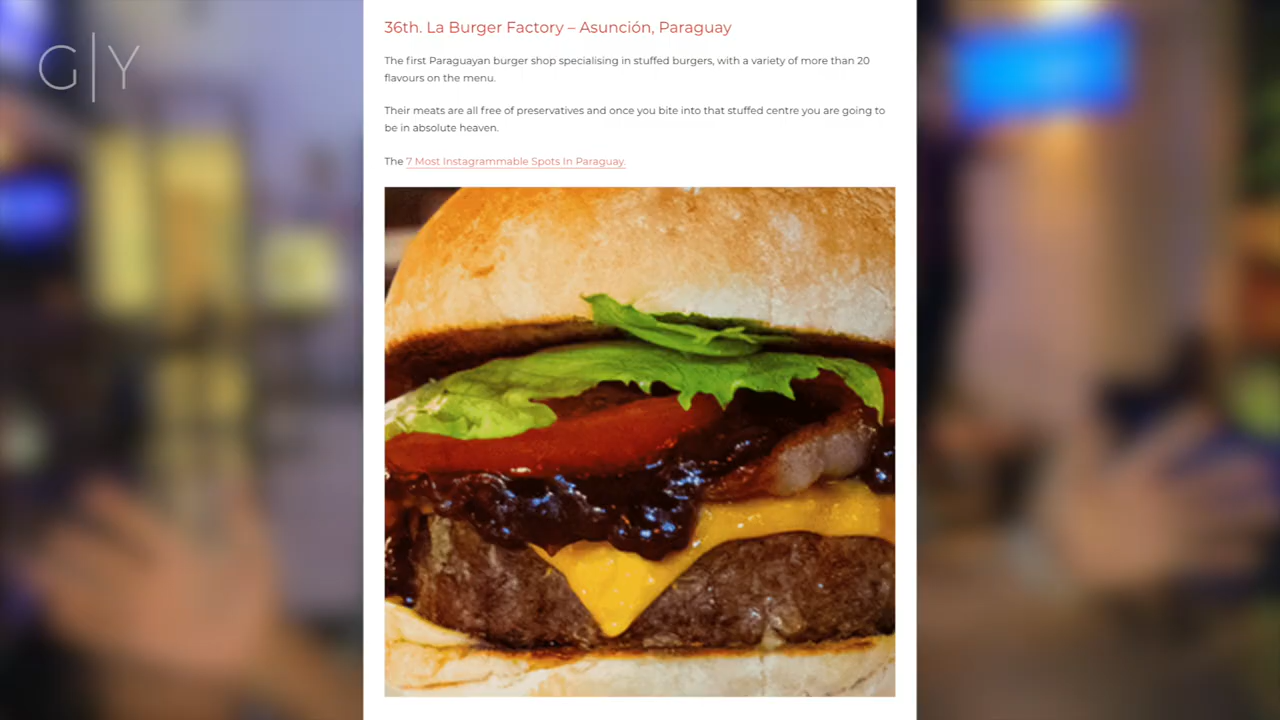 G|Y
36th. La Burger Factory – Asunción, Paraguay
The first Paraguayan burger shop specialising in stuffed burgers, with a variety of more than 20
flavours on the menu.
Their meats are all free of preservatives and once you bite into that stuffed centre you are going to
be in absolute heaven.
The 7 Most Instagrammable Spots In Paraguay.